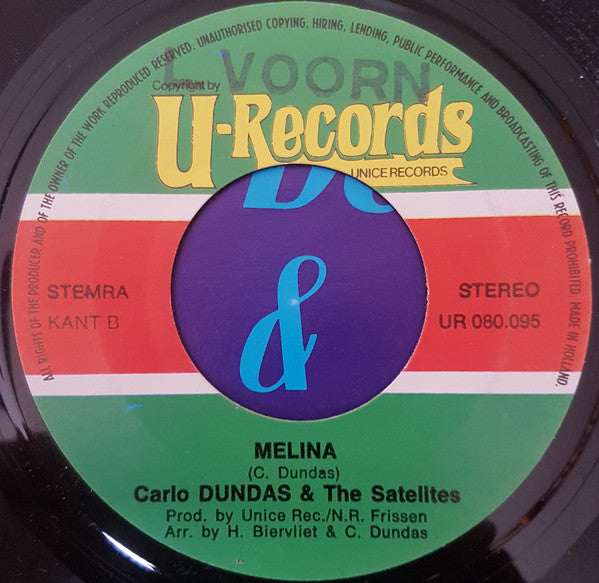 ALL RIGHTS OF THE PRODUCER AND OF THE OWNER OF THE WORK REPRODUCED RESERVED. UNAUTHORISED COPYING, HIRING, LENDING, PUBLIC PERFORMANCE AND BROADCASTING OF THIS RECORD PROHIBITED. MADE IN HOLLAND.
L. VOORN
Copyright by
U-Records
UNICE RECORDS
&
STEMRA
KANT B
STEREO
UR 080.095
MELINA
(C. Dundas)
Carlo DUNDAS & The Satelites
Prod. by Unice Rec./N.R. Frissen
Arr. by H. Biervliet & C. Dundas